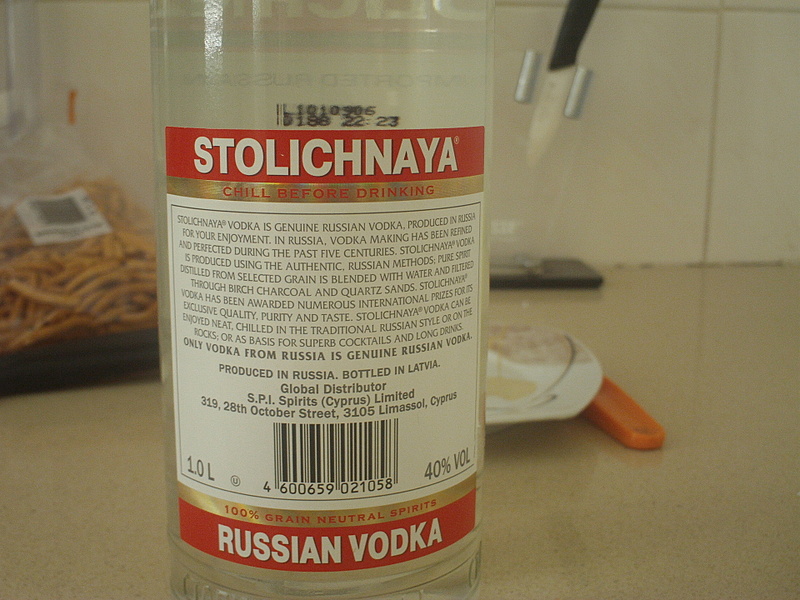 L1010906
D188 22 23
STOLICHNAYA®
CHILL BEFORE DRINKING
STOLICHNAYA® VODKA IS GENUINE RUSSIAN VODKA, PRODUCED IN RUSSIA
FOR YOUR ENJOYMENT. IN RUSSIA, VODKA MAKING HAS BEEN REFINED
AND PERFECTED DURING THE PAST FIVE CENTURIES. STOLICHNAYA® VODKA
IS PRODUCED USING THE AUTHENTIC, RUSSIAN METHODS; PURE SPIRIT
DISTILLED FROM SELECTED GRAIN IS BLENDED WITH WATER AND FILTERED
THROUGH BIRCH CHARCOAL AND QUARTZ SANDS. STOLICHNAYA®
VODKA HAS BEEN AWARDED NUMEROUS INTERNATIONAL PRIZES FOR ITS
EXCLUSIVE QUALITY, PURITY AND TASTE. STOLICHNAYA® VODKA CAN BE
ENJOYED NEAT, CHILLED IN THE TRADITIONAL RUSSIAN STYLE OR ON THE
ROCKS; OR AS BASIS FOR SUPERB COCKTAILS AND LONG DRINKS.
ONLY VODKA FROM RUSSIA IS GENUINE RUSSIAN VODKA.
PRODUCED IN RUSSIA. BOTTLED IN LATVIA.
Global Distributor
S.P.I. Spirits (Cyprus) Limited
319, 28th October Street, 3105 Limassol, Cyprus
1.0 L U 40% VOL
4 600659 021058
100% GRAIN NEUTRAL SPIRITS
RUSSIAN VODKA